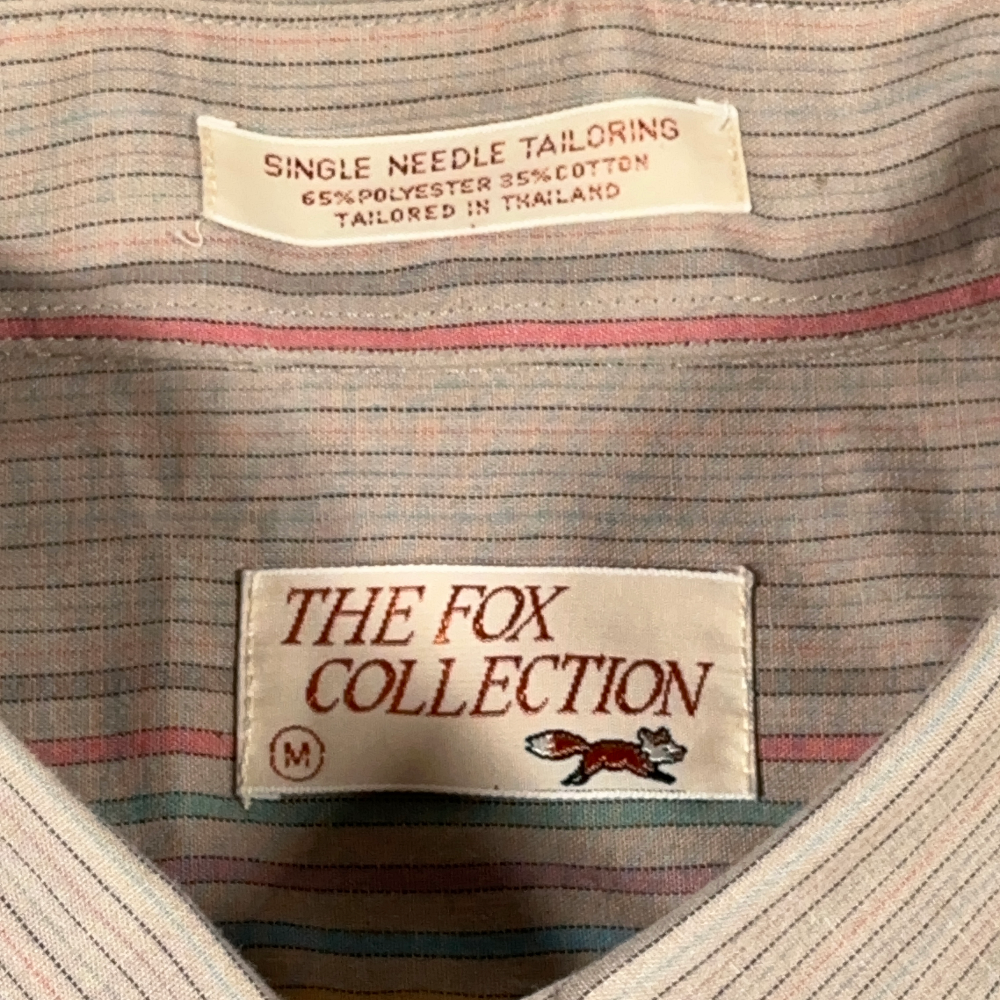 SINGLE NEEDLE TAILORING
65%POLYESTER 35%COTTON
TAILORED IN THAILAND
THE FOX
COLLECTION
M